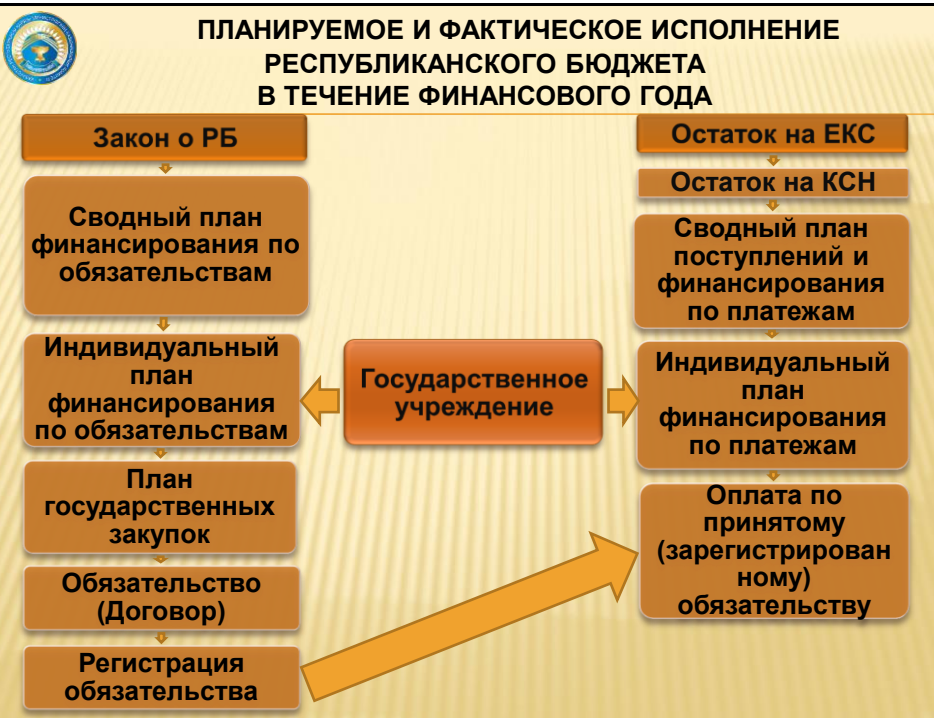 ПЛАНИРУЕМОЕ И ФАКТИЧЕСКОЕ ИСПОЛНЕНИЕ
РЕСПУБЛИКАНСКОГО БЮДЖЕТА
В ТЕЧЕНИЕ ФИНАНСОВОГО ГОДА
Закон о РБ
Сводный план
финансирования по
обязательствам
Индивидуальный
план
финансирования
по обязательствам
План
государственных
закупок
Обязательство
(Договор)
Регистрация
обязательства
Государственное
учреждение
Остаток на ЕКС
Остаток на КСН
Сводный план
поступлений и
финансирования
по платежам
Индивидуальный
план
финансирования
по платежам
Оплата по
принятому
(зарегистрирован
ному)
обязательству